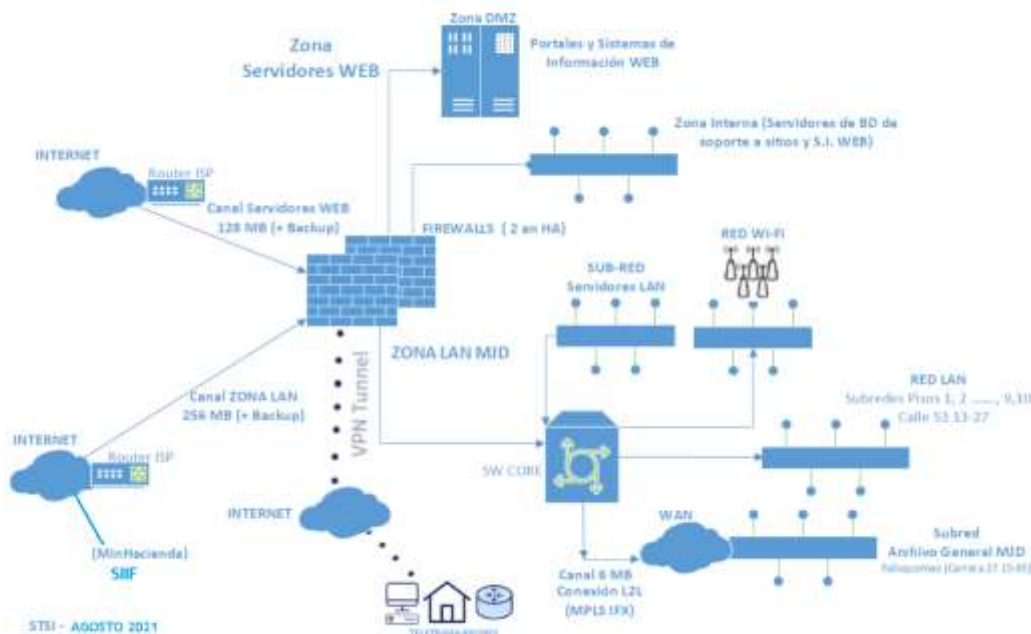 Zona DMZ
Zona
Servidores WEB
Portales y Sistemas de
Información WEB
Zona Interna (Servidores de BD de
soporte a sitios y S.I. WEB)
INTERNET
Router ISP
Canal Servidores WEB
128 MB (+ Backup)
FIREWALLS ( 2 en HA)
RED WI-FI
SUB-RED
Servidores LAN
ZONA LAN MJD
VPN Tunnel
Canal ZONA LAN
256 MB (+ Backup)
RED LAN
Subredes Pisos 1, 2 ....., 9,10
Calle 53 13-27
INTERNET
Router ISP
SW CORE
INTERNET
WAN
Subred
Archivo General MJD
(MinHacienda)
SIIF
Canal 6 MB
Conexión L2L
(MPLS IFX)
STSI - AGOSTO 2021